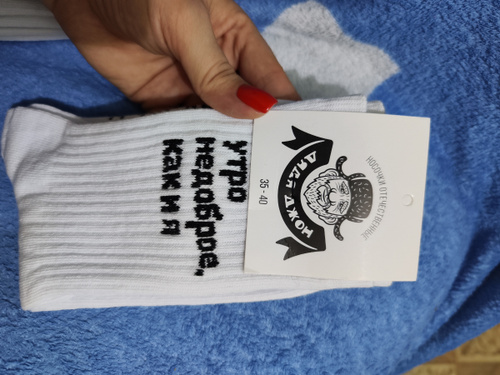 утро
недоброе,
как и я
ДЯДЯ ДЖОН
НОСОЧКИ ОТЕЧЕСТВЕННЫЕ
35 - 40